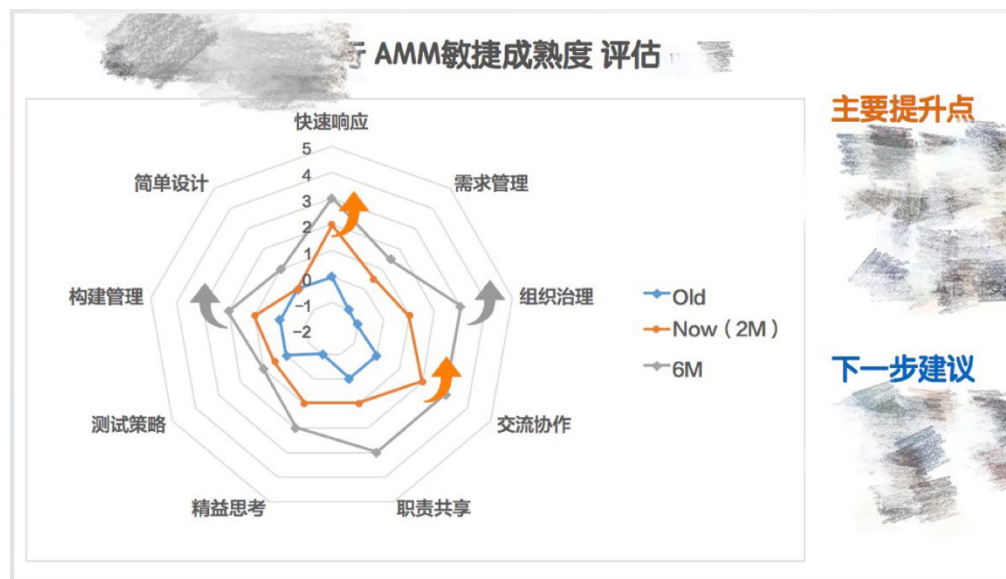 AMM敏捷成熟度 评估
主要提升点
快速响应
5
4
3
2
1
0
-1
-2
需求管理
组织治理
交流协作
职责共享
精益思考
测试策略
构建管理
简单设计
Old
Now（2M）
6M
下一步建议